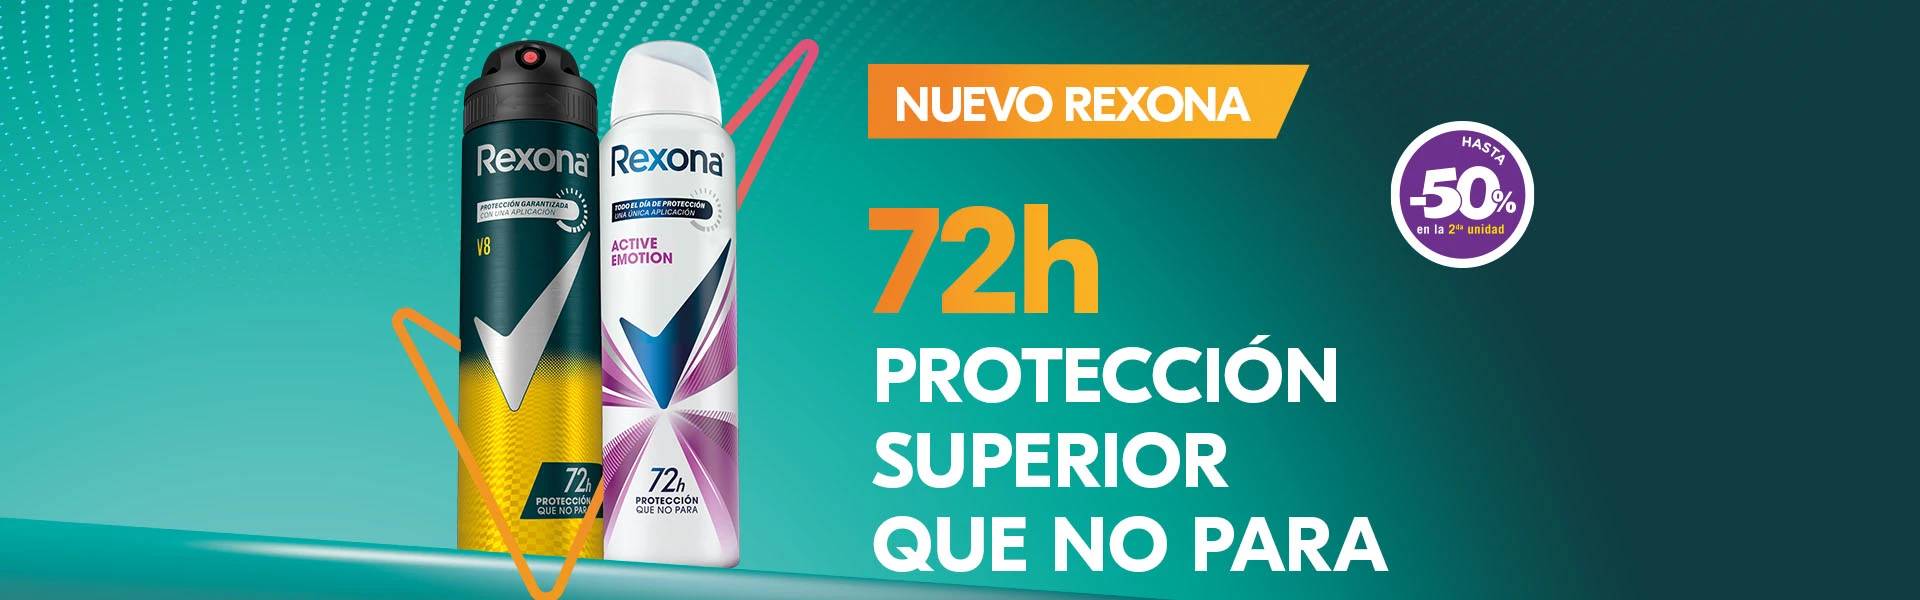 Rexona
PROTECCIÓN GARANTIZADA
CON UNA APLICACIÓN
V8
72h
PROTECCIÓN
QUE NO PARA
Rexona
TODO EL DÍA DE PROTECCIÓN
UNA ÚNICA APLICACIÓN
ACTIVE
EMOTION
72h
PROTECCIÓN
QUE NO PARA
NUEVO REXONA
72h
PROTECCIÓN
SUPERIOR
QUE NO PARA
HASTA
-50%
en la 2da unidad